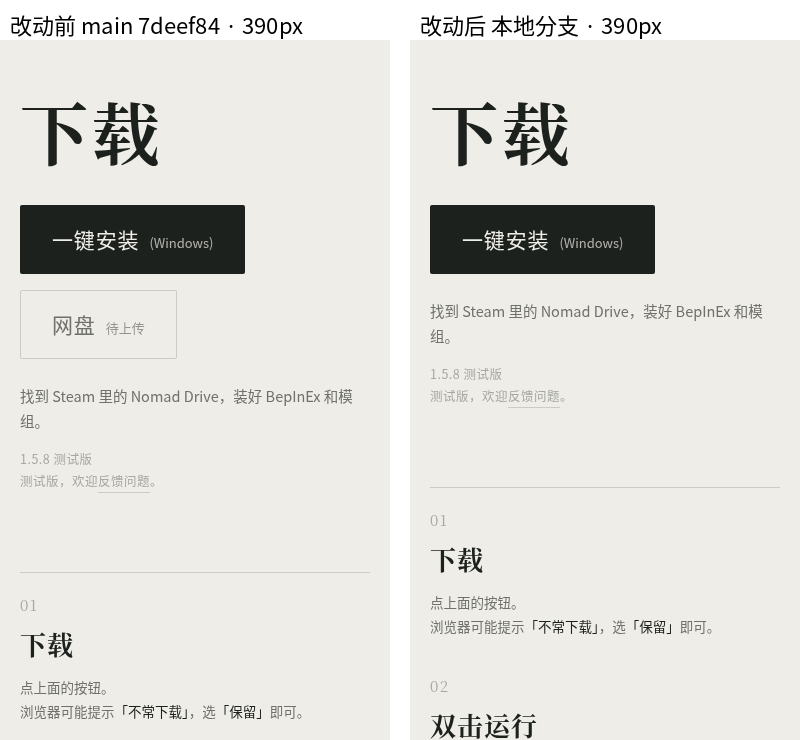 改动前 main 7deef84 · 390px
下载
一键安装 (Windows)
网盘 待上传
找到 Steam 里的 Nomad Drive，装好 BepInEx 和模
组。
1.5.8 测试版
测试版，欢迎反馈问题。
01
下载
点上面的按钮。
浏览器可能提示「不常下载」，选「保留」即可。
改动后 本地分支 · 390px
下载
一键安装 (Windows)
找到 Steam 里的 Nomad Drive，装好 BepInEx 和模
组。
1.5.8 测试版
测试版，欢迎反馈问题。
01
下载
点上面的按钮。
浏览器可能提示「不常下载」，选「保留」即可。
02
双击运行